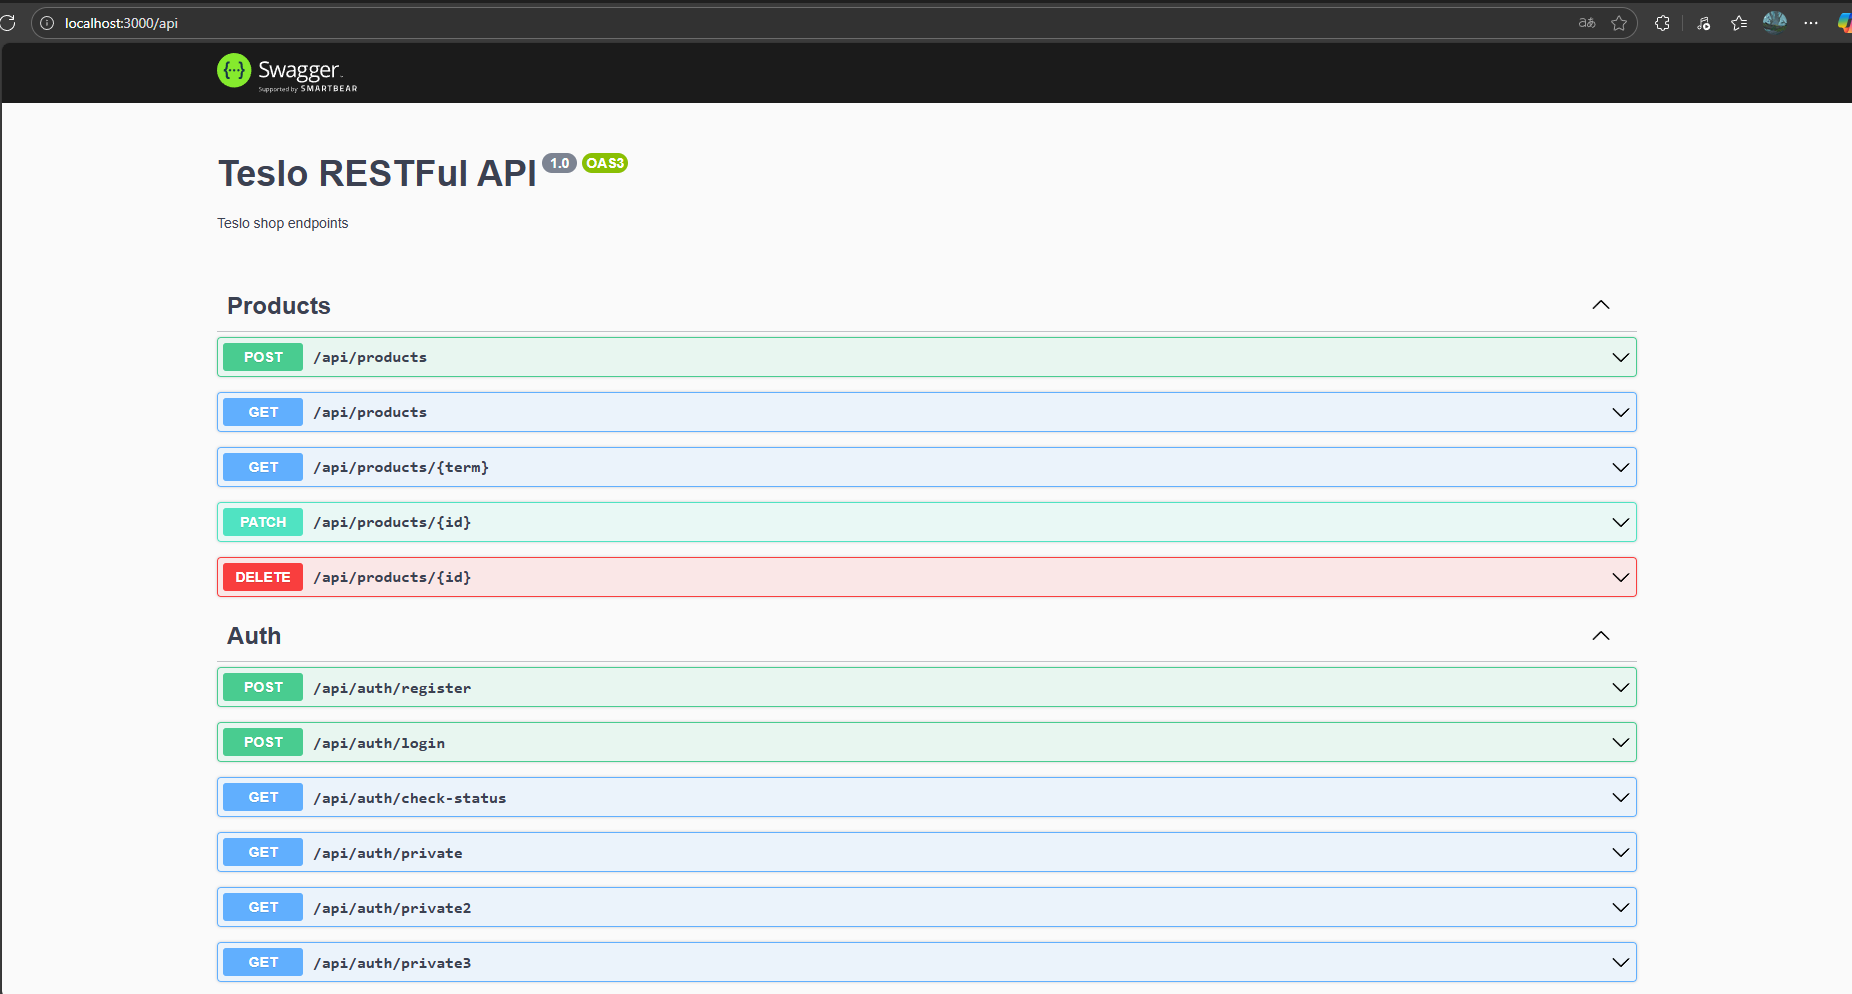 localhost:3000/api
Swagger
Supported by SMARTBEAR
Teslo RESTFul API 1.0 OAS3
Teslo shop endpoints
Products
POST /api/products
GET /api/products
GET /api/products/{term}
PATCH /api/products/{id}
DELETE /api/products/{id}
Auth
POST /api/auth/register
POST /api/auth/login
GET /api/auth/check-status
GET /api/auth/private
GET /api/auth/private2
GET /api/auth/private3